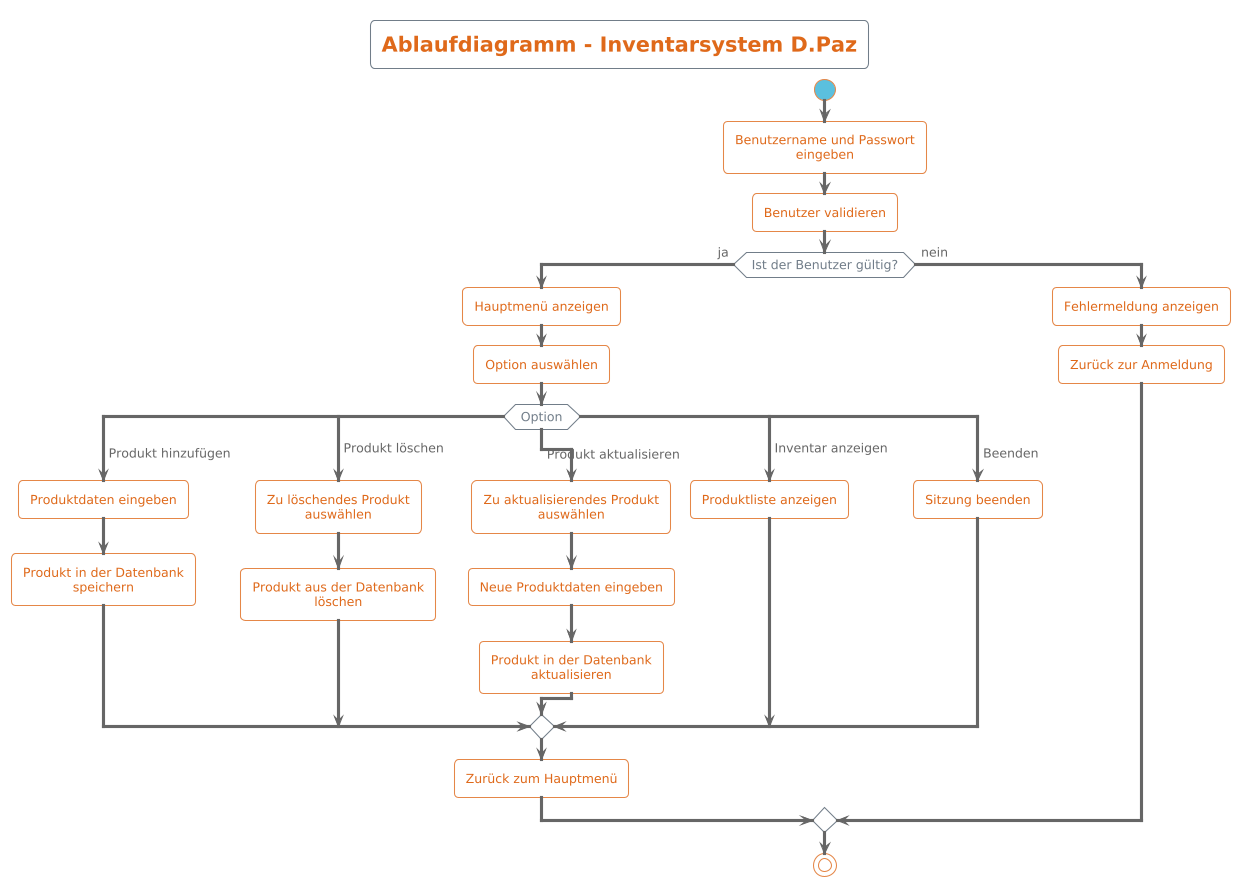 Ablaufdiagramm - Inventarsystem D.Paz
Benutzername und Passwort
eingeben
Benutzer validieren
ja
Ist der Benutzer gültig?
nein
Hauptmenü anzeigen
Fehlermeldung anzeigen
Option auswählen
Zurück zur Anmeldung
Option
Produkt hinzufügen
Produkt löschen
Produkt aktualisieren
Inventar anzeigen
Beenden
Produktdaten eingeben
Zu löschendes Produkt
auswählen
Zu aktualisierendes Produkt
auswählen
Produktliste anzeigen
Sitzung beenden
Produkt in der Datenbank
speichern
Produkt aus der Datenbank
löschen
Neue Produktdaten eingeben
Produkt in der Datenbank
aktualisieren
Zurück zum Hauptmenü